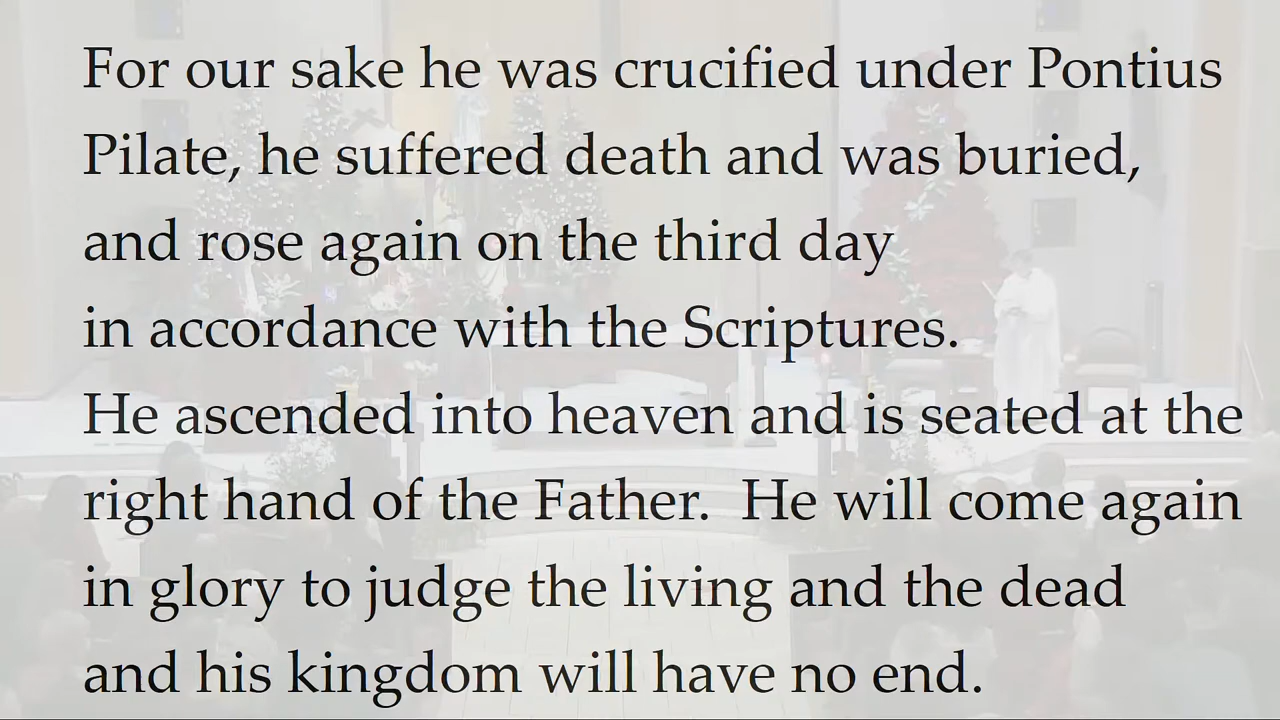 For our sake he was crucified under Pontius
Pilate, he suffered death and was buried,
and rose again on the third day
in accordance with the Scriptures.
He ascended into heaven and is seated at the
right hand of the Father.  He will come again
in glory to judge the living and the dead
and his kingdom will have no end.